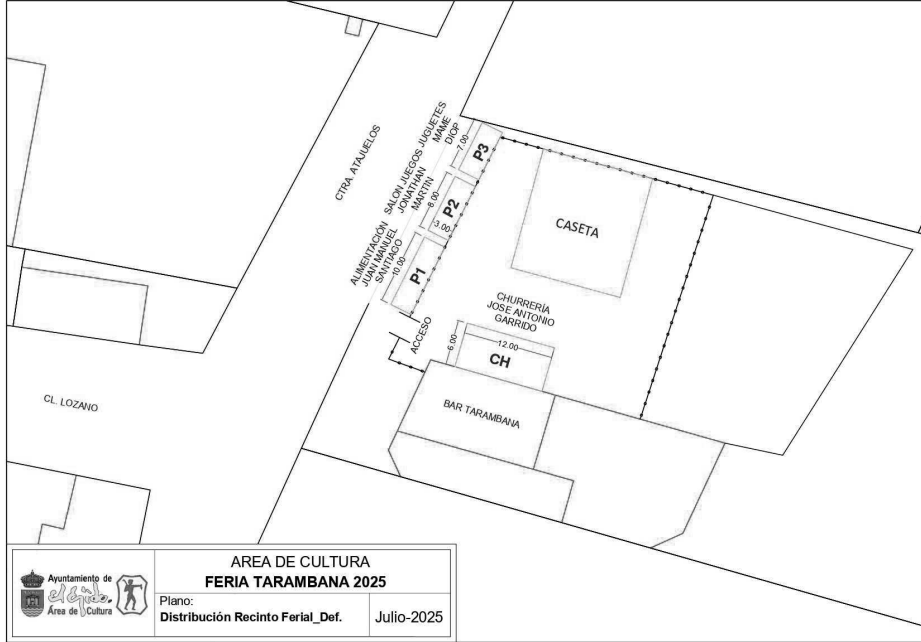 CTRA. ATAJUELOS
JUGUETES
MAME
DIOP
7.00
P3
SALON JUEGOS
JONATHAN
MARTIN
8.00
3.00
P2
ALIMENTACIÓN
JUAN MANUEL
SANTIAGO
10.00
P1
CASETA
CHURRERÍA
JOSE ANTONIO
GARRIDO
ACCESO
6.00
12.00
CH
BAR TARAMBANA
CL. LOZANO
Ayuntamiento de
el Ejido.
Área de Cultura
AREA DE CULTURA
FERIA TARAMBANA 2025
Plano:
Distribución Recinto Ferial_Def.
Julio-2025